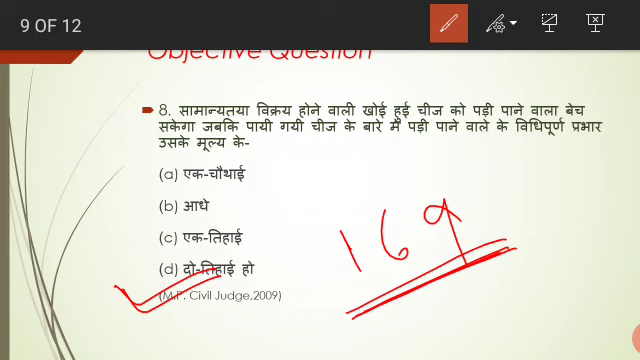 9 OF 12
Objective Question
8. सामान्यतया विक्रय होने वाली खोई हुई चीज को पड़ी पाने वाला बेच
सकेगा जबकि पायी गयी चीज के बारे में पड़ी पाने वाले के विधिपूर्ण प्रभार
उसके मूल्य के-
(a) एक-चौथाई
(b) आधे
(c) एक-तिहाई
(d) दो-तिहाई हो
(M.P. Civil Judge,2009)
169